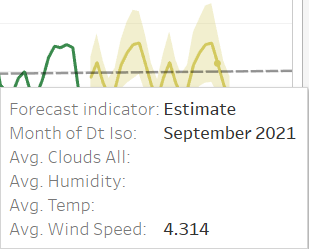 Forecast indicator: Estimate
Month of Dt Iso: September 2021
Avg. Clouds All:
Avg. Humidity:
Avg. Temp:
Avg. Wind Speed: 4.314